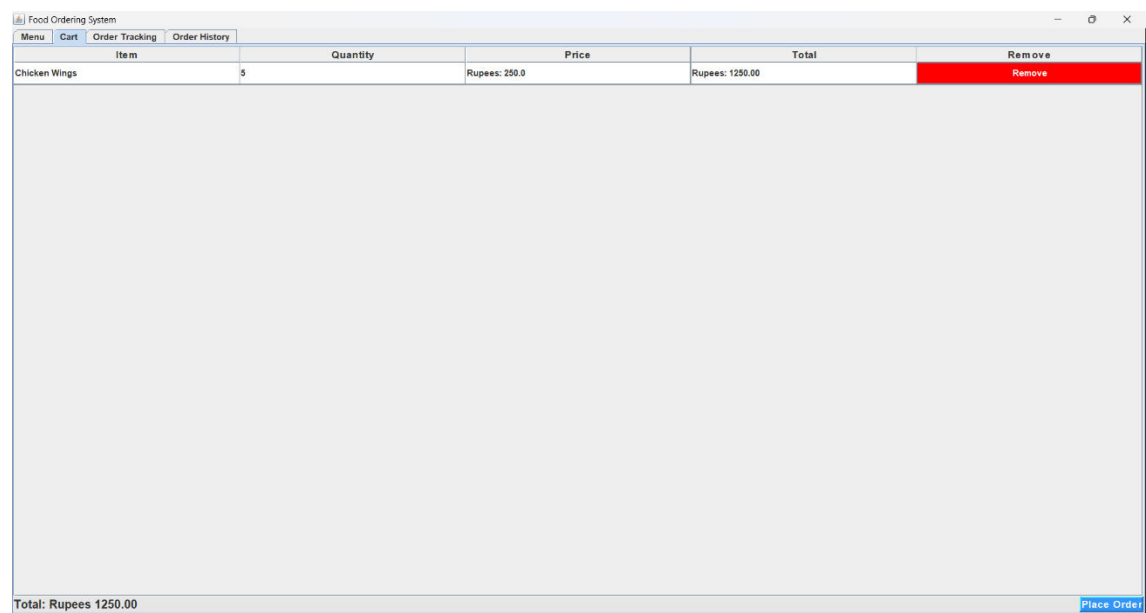 Food Ordering System
Menu Cart Order Tracking Order History
Item Quantity Price Total Remove
Chicken Wings 5 Rupees: 250.0 Rupees: 1250.00 Remove
Total: Rupees 1250.00 Place Order